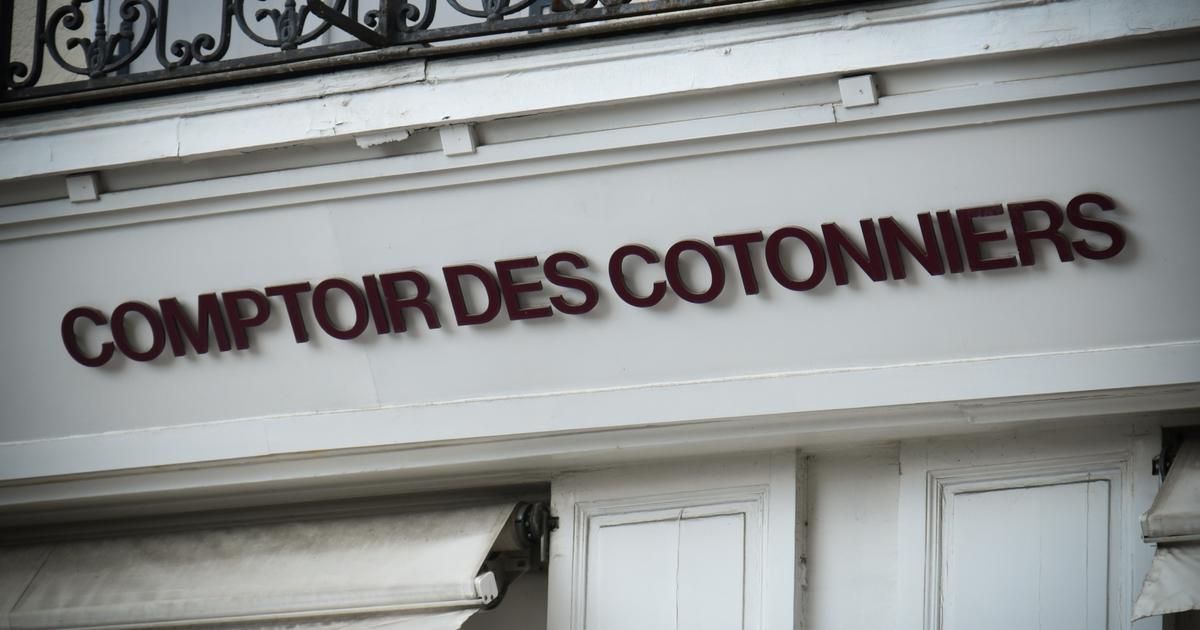 COMPTOIR DES COTONNIERS